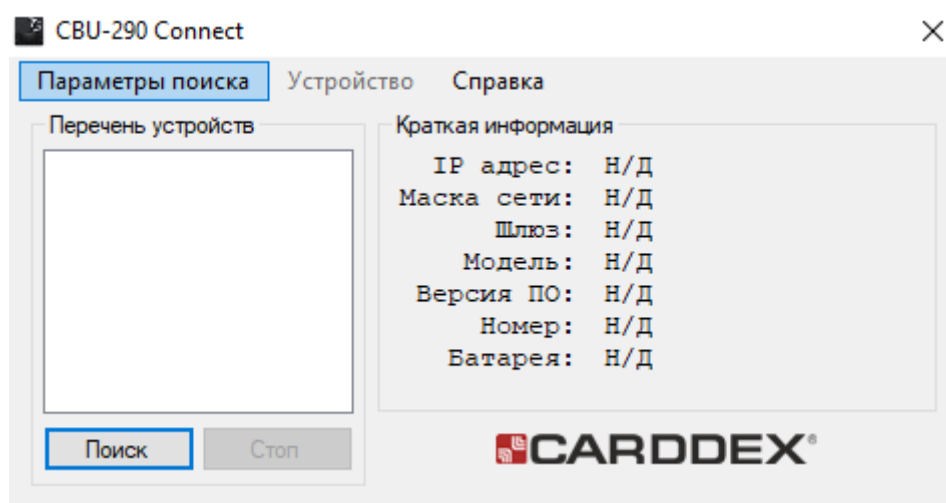 CBU-290 Connect
Параметры поиска Устройство Справка
Перечень устройств
Краткая информация
IP адрес: Н/Д
Маска сети: Н/Д
Шлюз: Н/Д
Модель: Н/Д
Версия ПО: Н/Д
Номер: Н/Д
Батарея: Н/Д
Поиск Стоп
CARDDEX®